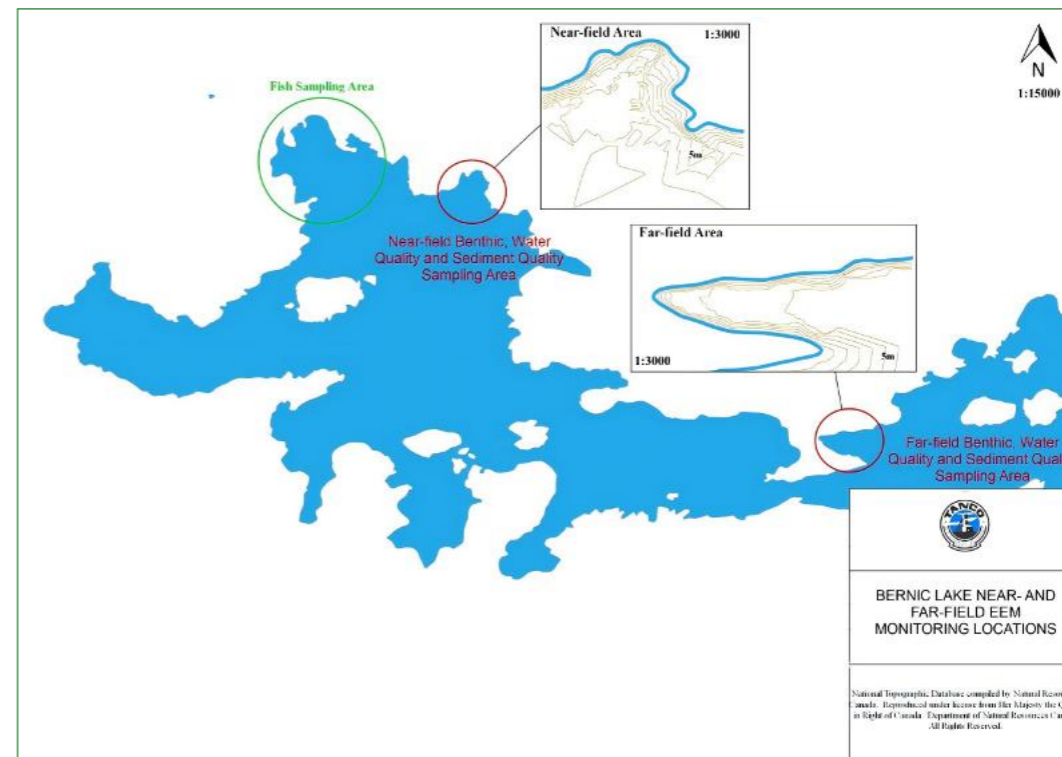 Near-field Area 1:3000
N
1:15000
Fish Sampling Area
5m
Near-field Benthic, Water
Quality and Sediment Quality
Sampling Area
Far-field Area
1:3000
5m
Far-field Benthic, Water
Quality and Sediment Qual
Sampling Area
TANCO
BERNIC LAKE NEAR- AND
FAR-FIELD EEM
MONITORING LOCATIONS
National Topographic Database compiled by Natural Resou
Canada. Reproduced under license from Her Majesty the Q
in Right of Canada. Department of Natural Resources Ca
All Rights Reserved.